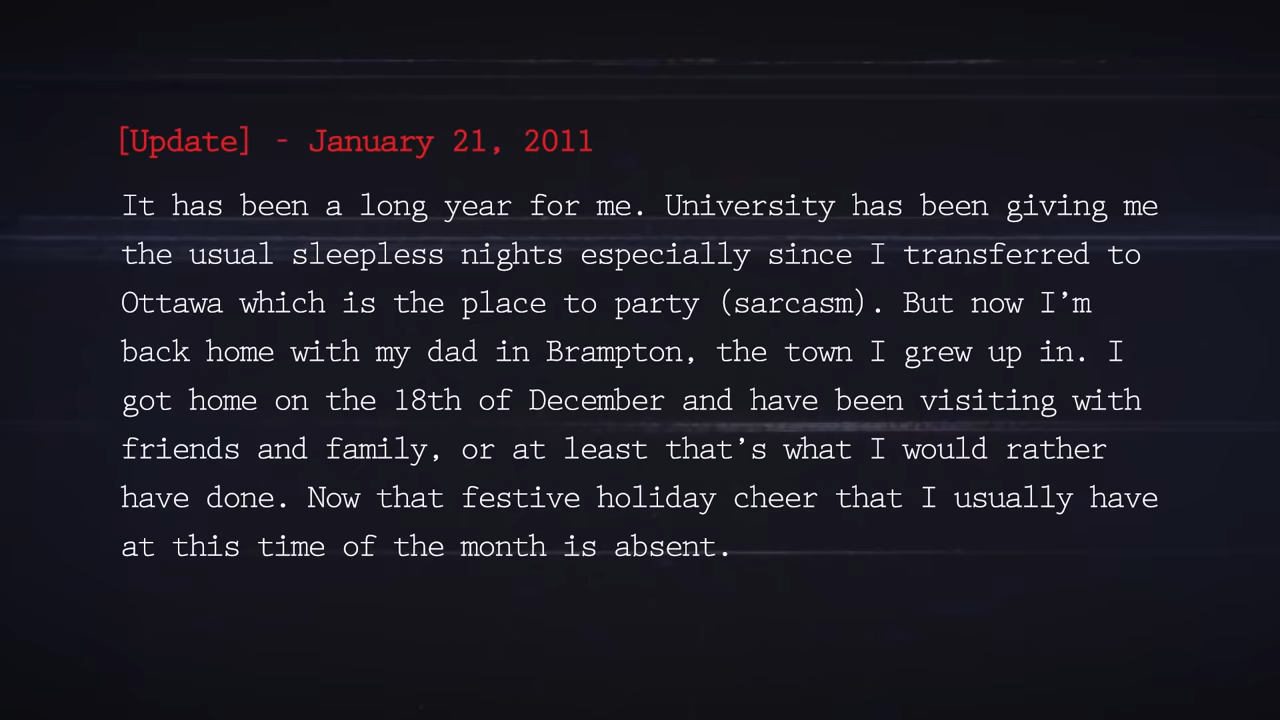 [Update] - January 21, 2011
It has been a long year for me. University has been giving me
the usual sleepless nights especially since I transferred to
Ottawa which is the place to party (sarcasm). But now I’m
back home with my dad in Brampton, the town I grew up in. I
got home on the 18th of December and have been visiting with
friends and family, or at least that’s what I would rather
have done. Now that festive holiday cheer that I usually have
at this time of the month is absent.